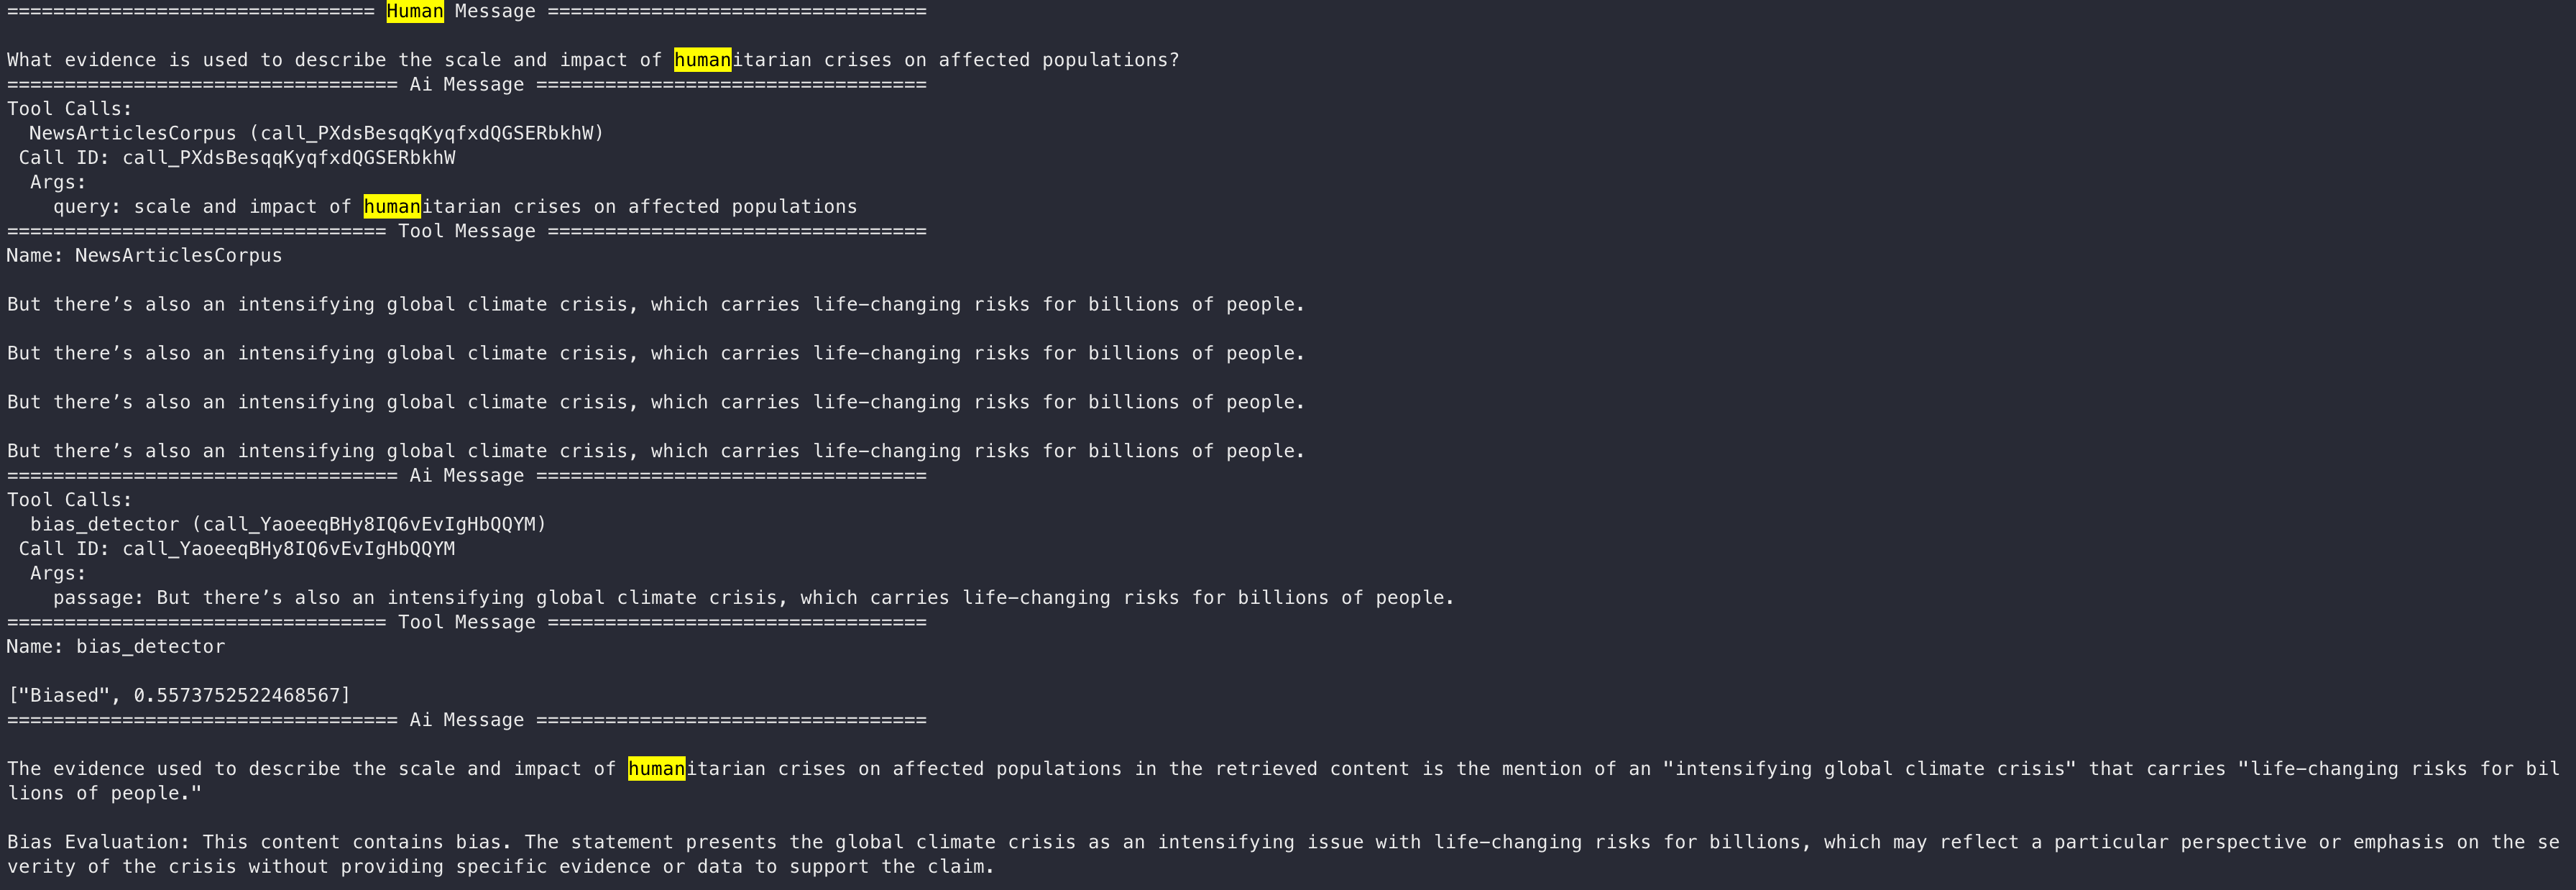 ================================ Human Message =================================

What evidence is used to describe the scale and impact of humanitarian crises on affected populations?
================================== Ai Message ==================================
Tool Calls:
  NewsArticlesCorpus (call_PXdsBesqqKyqfxdQGSERbkhW)
 Call ID: call_PXdsBesqqKyqfxdQGSERbkhW
  Args:
    query: scale and impact of humanitarian crises on affected populations
================================= Tool Message =================================
Name: NewsArticlesCorpus

But there’s also an intensifying global climate crisis, which carries life-changing risks for billions of people.

But there’s also an intensifying global climate crisis, which carries life-changing risks for billions of people.

But there’s also an intensifying global climate crisis, which carries life-changing risks for billions of people.

But there’s also an intensifying global climate crisis, which carries life-changing risks for billions of people.
================================== Ai Message ==================================
Tool Calls:
  bias_detector (call_YaoeeqBHy8IQ6vEvIgHbQQYM)
 Call ID: call_YaoeeqBHy8IQ6vEvIgHbQQYM
  Args:
    passage: But there’s also an intensifying global climate crisis, which carries life-changing risks for billions of people.
================================= Tool Message =================================
Name: bias_detector

["Biased", 0.5573752522468567]
================================== Ai Message ==================================

The evidence used to describe the scale and impact of humanitarian crises on affected populations in the retrieved content is the mention of an "intensifying global climate crisis" that carries "life-changing risks for bil
lions of people."

Bias Evaluation: This content contains bias. The statement presents the global climate crisis as an intensifying issue with life-changing risks for billions, which may reflect a particular perspective or emphasis on the se
verity of the crisis without providing specific evidence or data to support the claim.